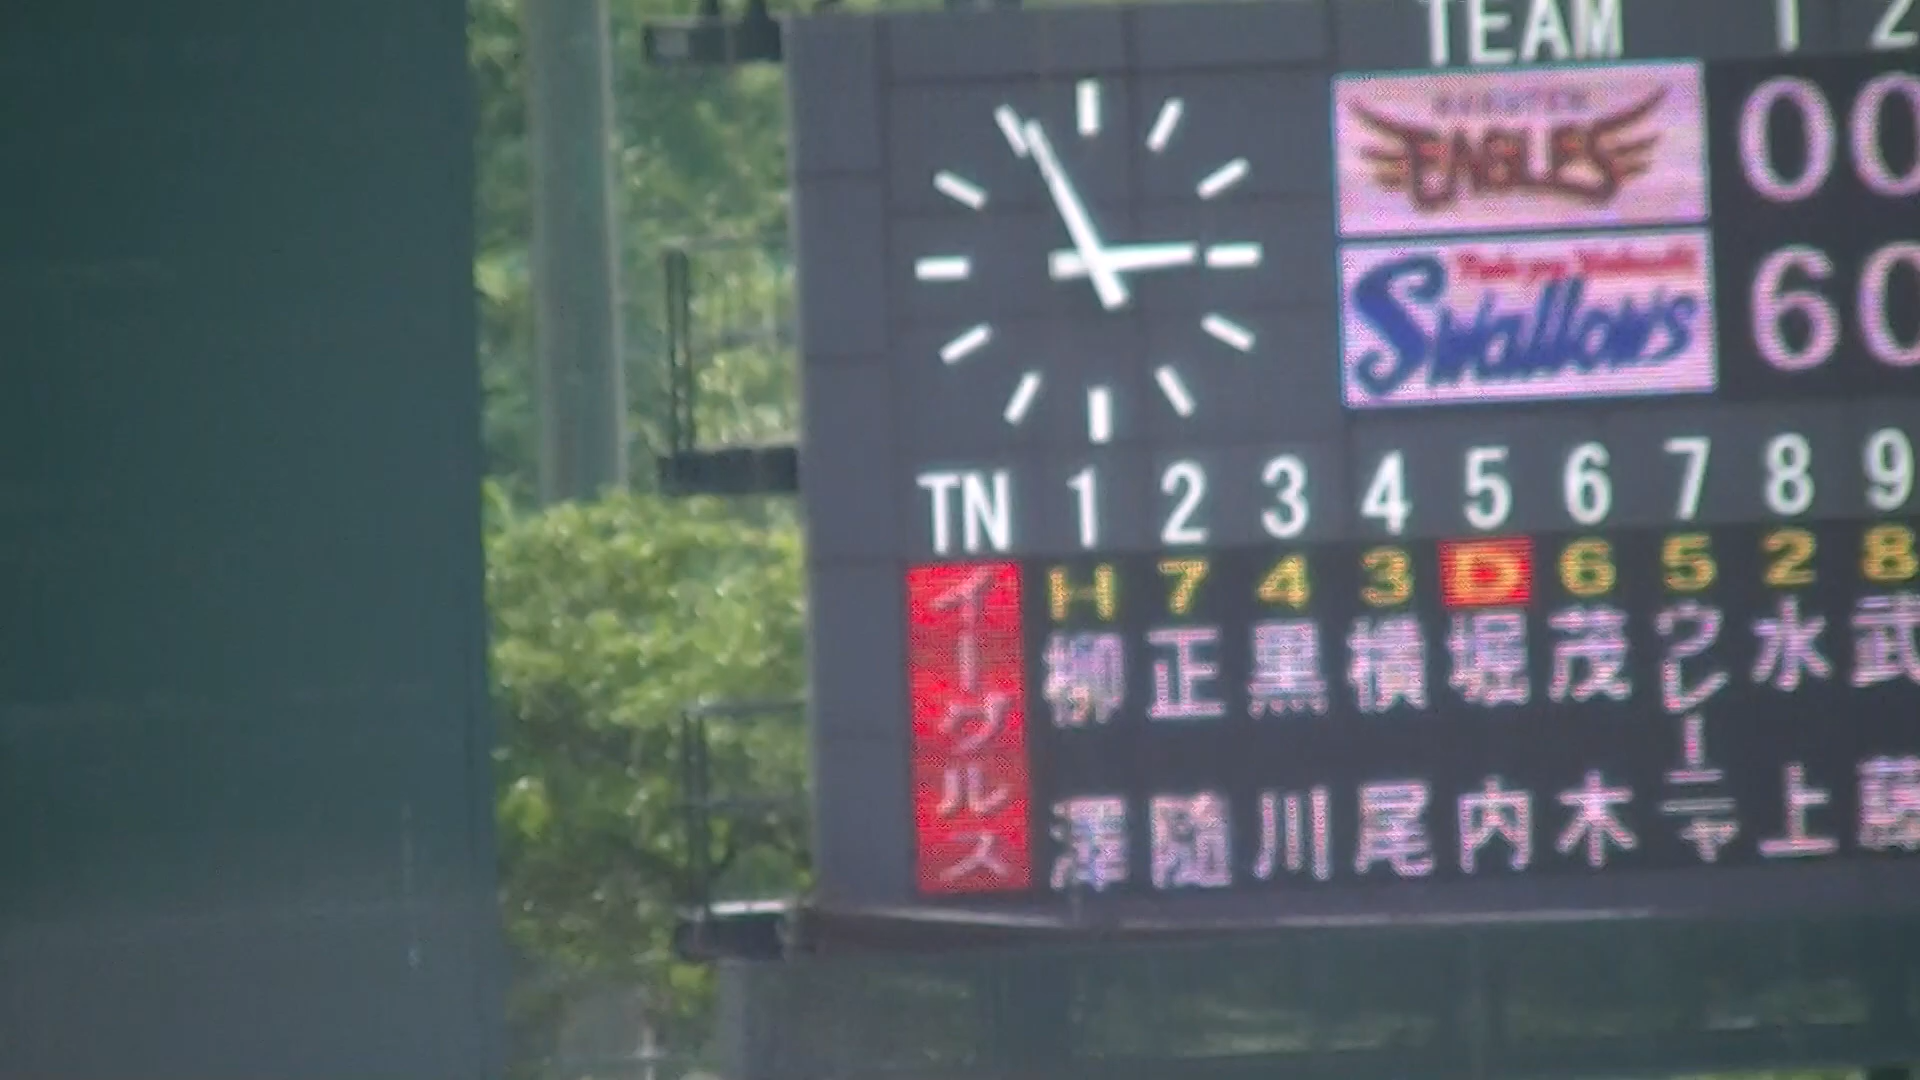 TEAM 1 2
EAGLES 0 0
Swallows 6 0
TN 1 2 3 4 5 6 7 8 9
イーグルス H 7 4 3 D 6 5 2 8
柳澤 正隨 黒川 横尾 堀内 茂木 ウレーニャ 水上 武藤